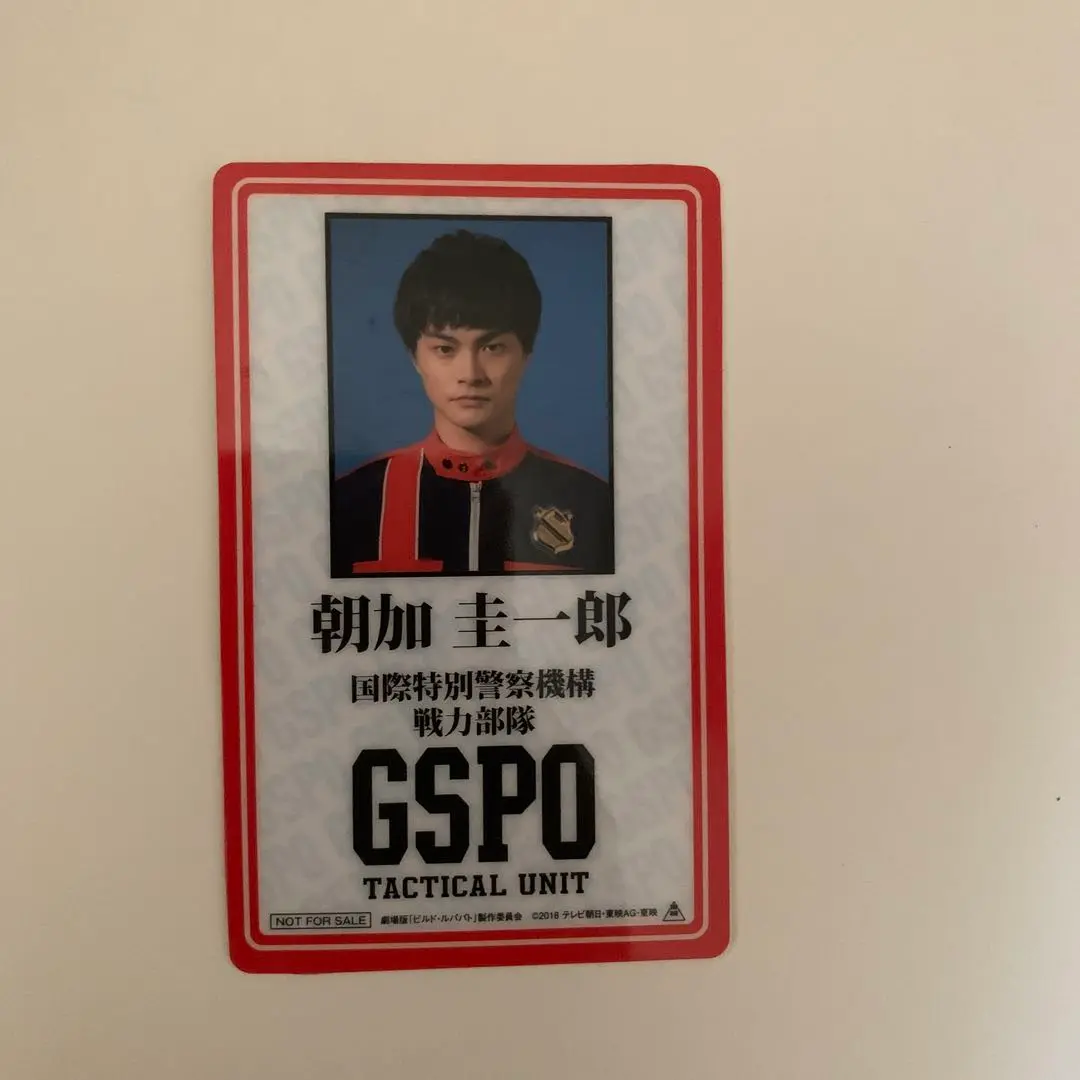 朝加 圭一郎
国際特別警察機構
戦力部隊
GSPO
TACTICAL UNIT
NOT FOR SALE 劇場版「ビルド・ルパパト」製作委員会 ©2018 テレビ朝日・東映AG・東映